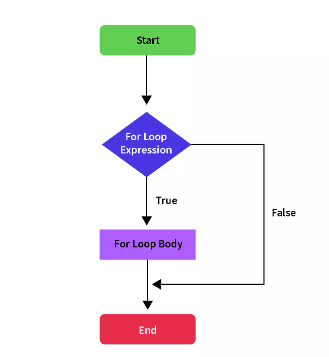 Start
For Loop
Expression
True
False
For Loop Body
End